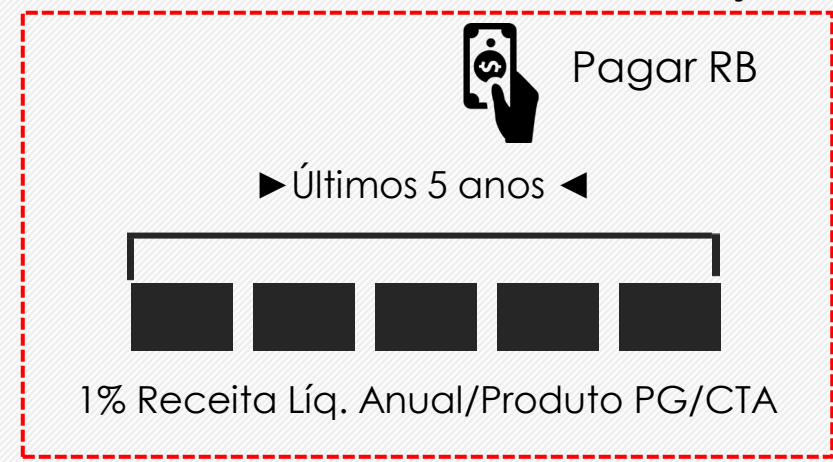 Pagar RB
►Últimos 5 anos ◄
1% Receita Líq. Anual/Produto PG/CTA